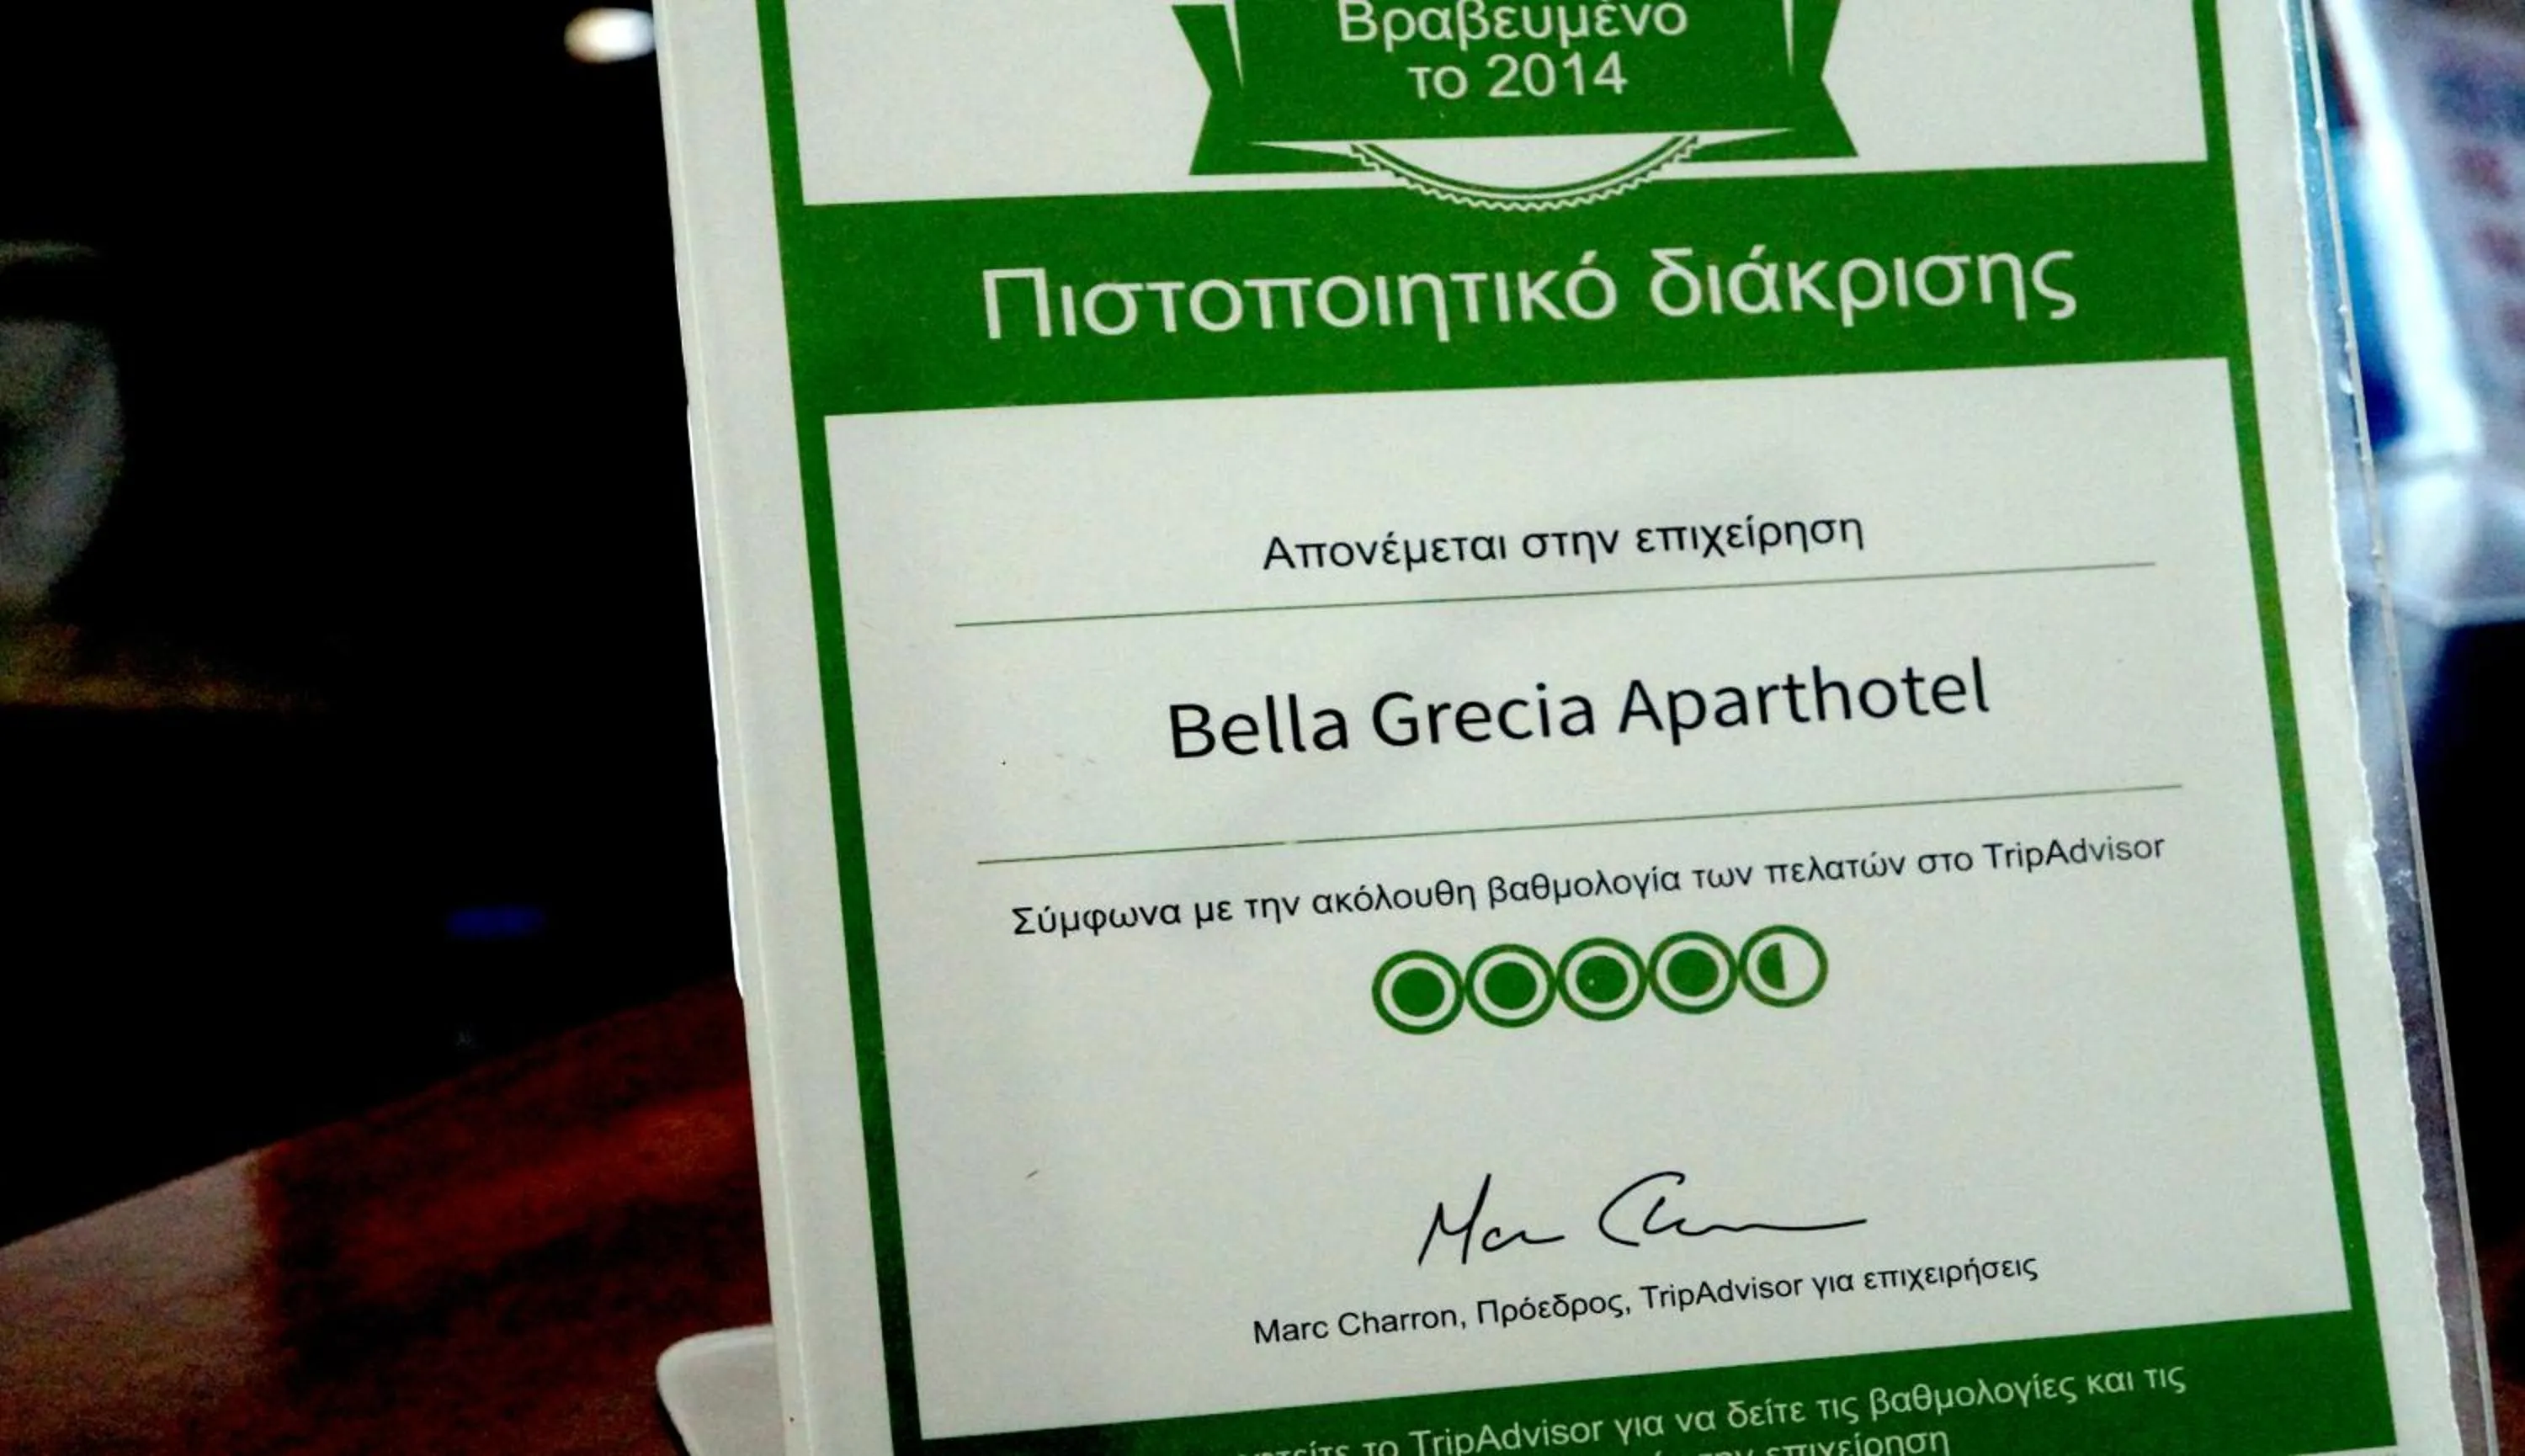 Βραβευμένο
το 2014
Πιστοποιητικό διάκρισης
Απονέμεται στην επιχείρηση
Bella Grecia Aparthotel
Σύμφωνα με την ακόλουθη βαθμολογία των πελατών στο TripAdvisor
Marc Charron, Πρόεδρος, TripAdvisor για επιχειρήσεις
το TripAdvisor για να δείτε τις βαθμολογίες και τις
επιχείρηση